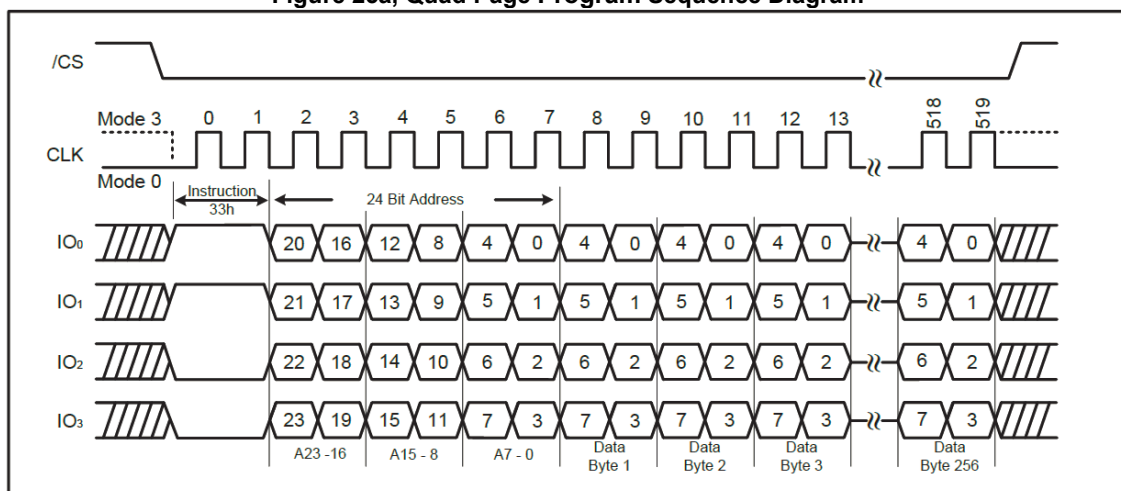 Figure 28a, Quad Page Program Sequence Diagram
/CS
Mode 3 0 1 2 3 4 5 6 7 8 9 10 11 12 13 518 519
CLK
Mode 0
Instruction
33h
24 Bit Address
IO₀ 20 16 12 8 4 0 4 0 4 0 4 0 4 0
IO₁ 21 17 13 9 5 1 5 1 5 1 5 1 5 1
IO₂ 22 18 14 10 6 2 6 2 6 2 6 2 6 2
IO₃ 23 19 15 11 7 3 7 3 7 3 7 3 7 3
A23 -16 A15 - 8 A7 - 0 Data Data Data Data
Byte 1 Byte 2 Byte 3 Byte 256